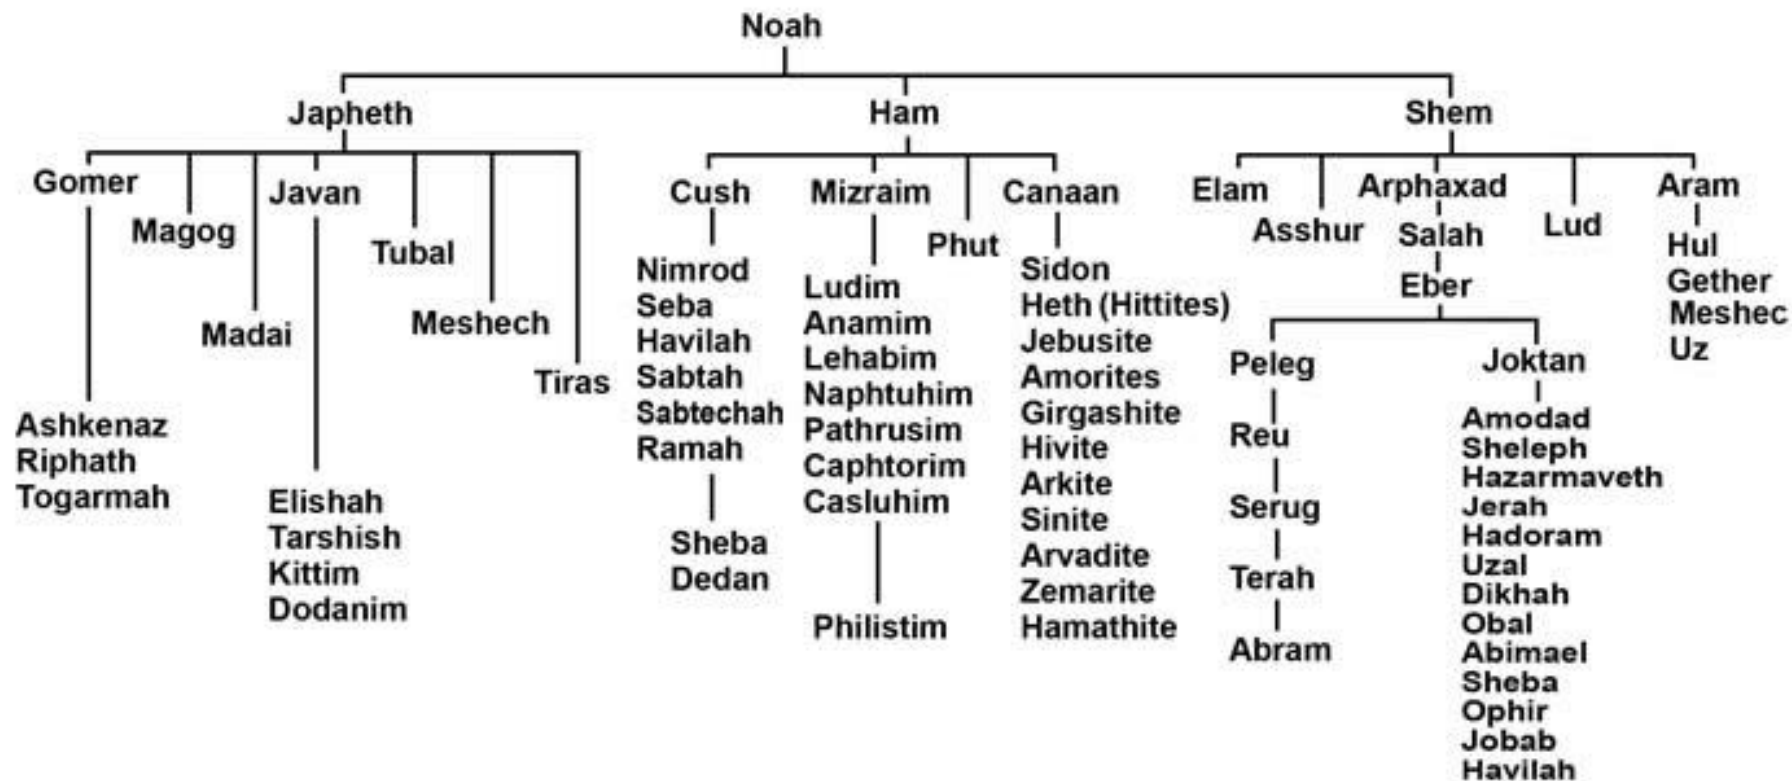 Noah
Japheth
Ham
Shem
Gomer
Magog
Madai
Javan
Tubal
Meshech
Tiras
Ashkenaz
Riphath
Togarmah
Elishah
Tarshish
Kittim
Dodanim
Cush
Mizraim
Phut
Canaan
Nimrod
Seba
Havilah
Sabtah
Sabtechah
Ramah
Sheba
Dedan
Ludim
Anamim
Lehabim
Naphtuhim
Pathrusim
Caphtorim
Casluhim
Philistim
Sidon
Heth (Hittites)
Jebusite
Amorites
Girgashite
Hivite
Arkite
Sinite
Arvadite
Zemarite
Hamathite
Elam
Asshur
Arphaxad
Lud
Aram
Salah
Eber
Peleg
Reu
Serug
Terah
Abram
Joktan
Amodad
Sheleph
Hazarmaveth
Jerah
Hadoram
Uzal
Dikhah
Obal
Abimael
Sheba
Ophir
Jobab
Havilah
Hul
Gether
Meshec
Uz